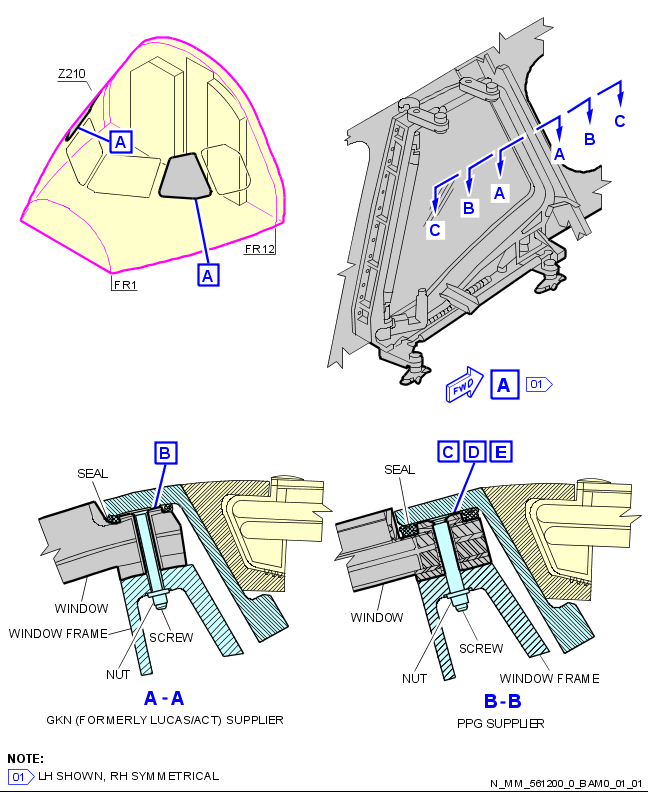 Z210
A
A
FR12
FR1
C
B
A
A
B
C
FWD
A
01
B
SEAL
WINDOW
WINDOW FRAME
SCREW
NUT
A - A
GKN (FORMERLY LUCAS/ACT) SUPPLIER
C D E
SEAL
WINDOW
SCREW
NUT
WINDOW FRAME
B - B
PPG SUPPLIER
NOTE:
01 LH SHOWN, RH SYMMETRICAL
N_MM_561200_0_BAM0_01_01